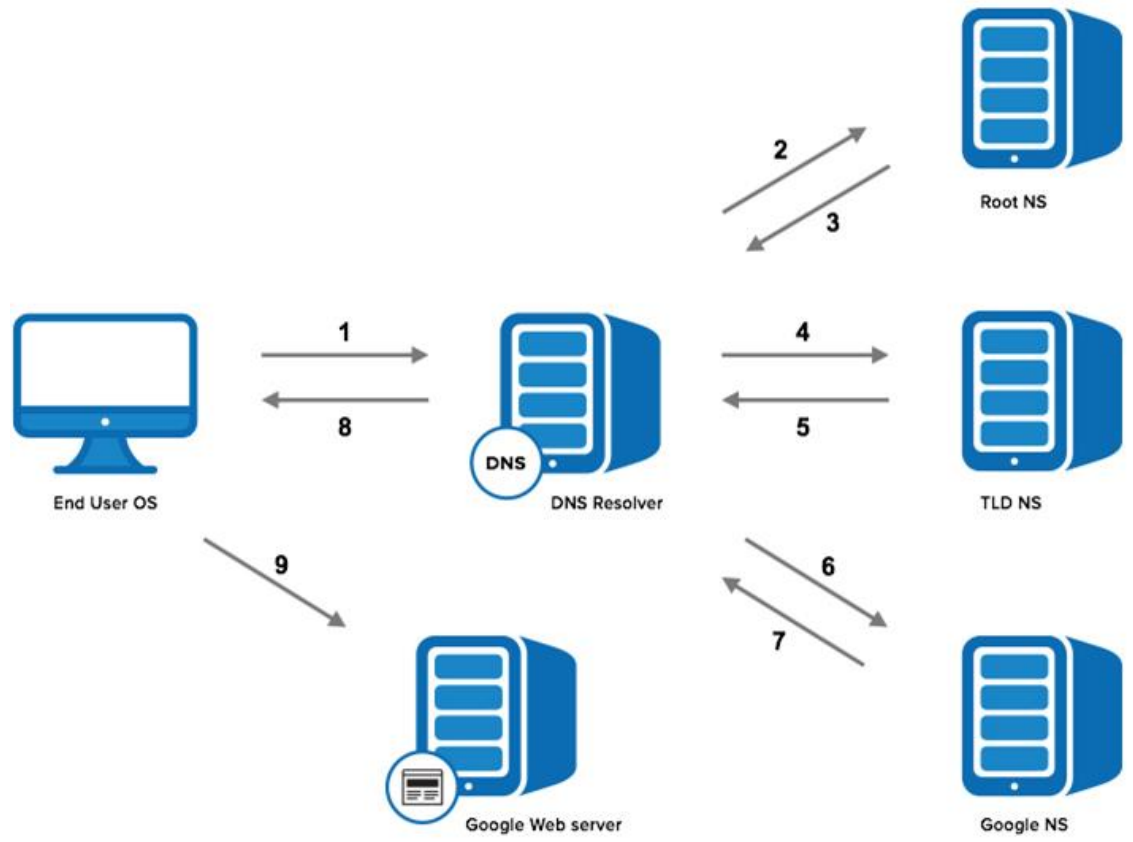 2
Root NS
3
1
4
8
5
DNS
End User OS
DNS Resolver
TLD NS
9
6
7
Google Web server
Google NS